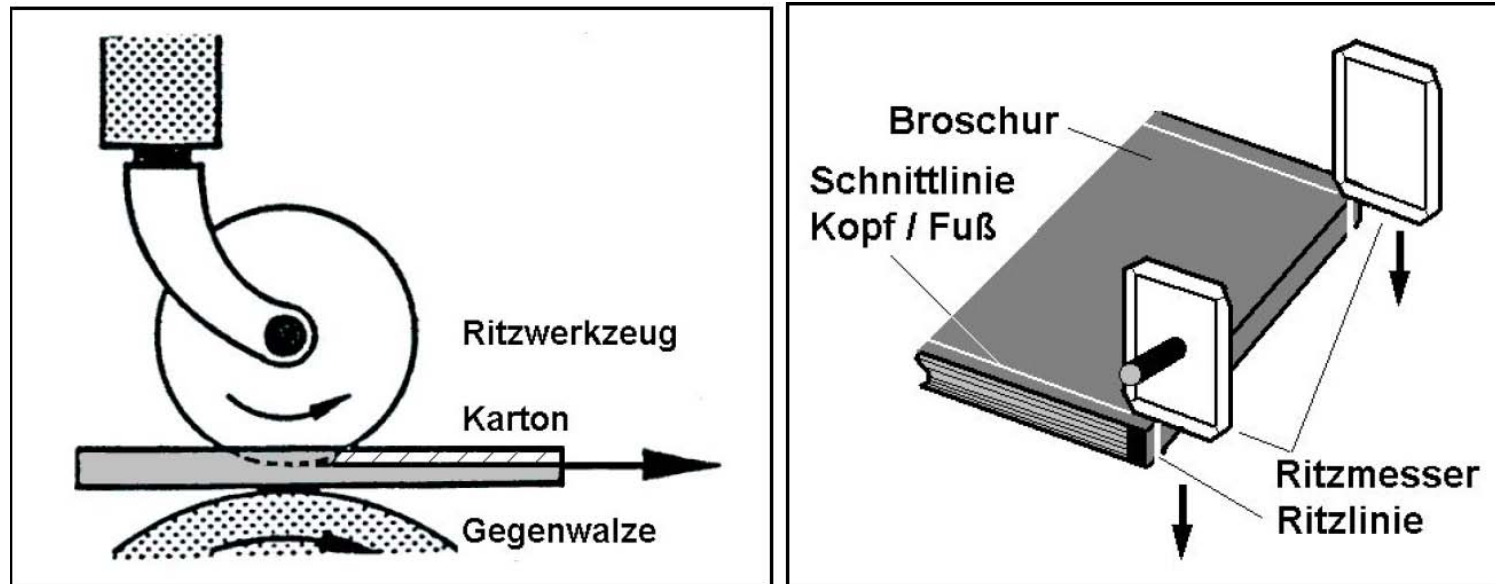 Ritzwerkzeug
Karton
Gegenwalze
Broschur
Schnittlinie
Kopf / Fuß
Ritzmesser
Ritzlinie